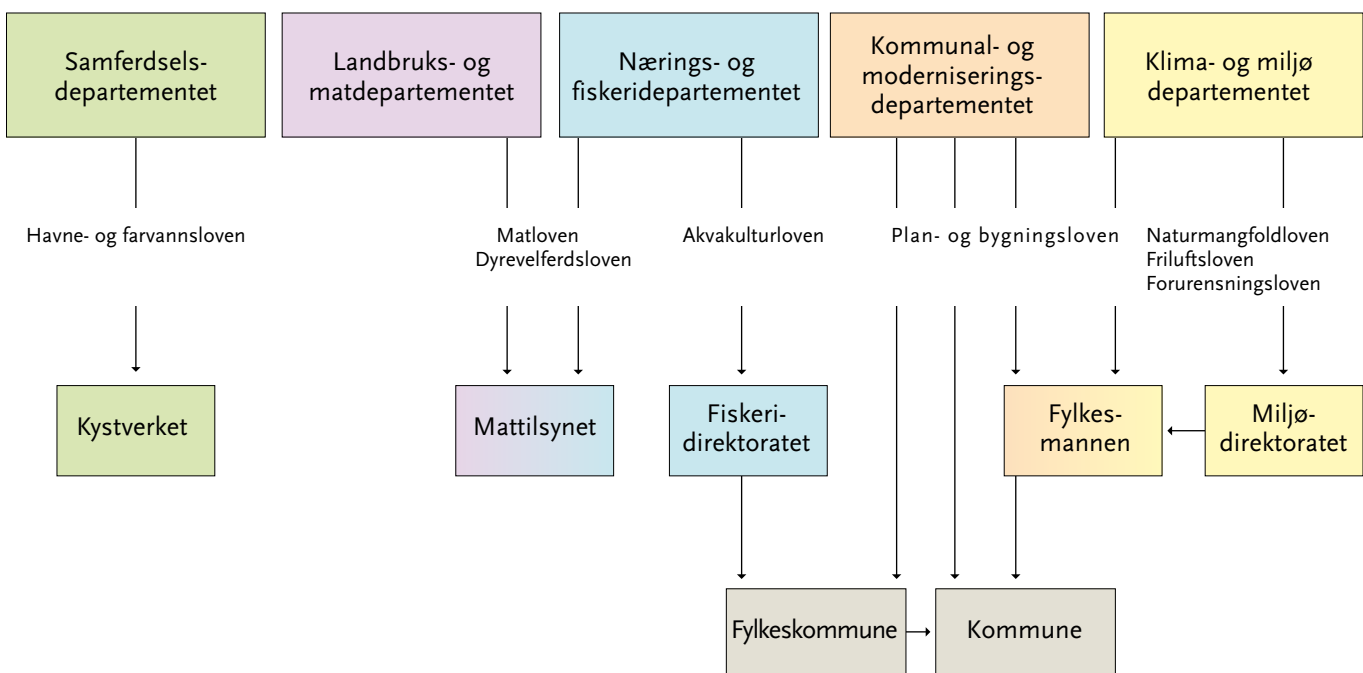 Samferdsels-
departementet
Landbruks- og
matdepartementet
Nærings- og
fiskeridepartementet
Kommunal- og
moderniserings-
departementet
Klima- og miljø
departementet
Havne- og farvannsloven
Matloven
Dyrevelferdsloven
Akvakulturloven
Plan- og bygningsloven
Naturmangfoldloven
Friluftsloven
Forurensningsloven
Kystverket
Mattilsynet
Fiskeri-
direktoratet
Fylkes-
mannen
Miljø-
direktoratet
Fylkeskommune
Kommune